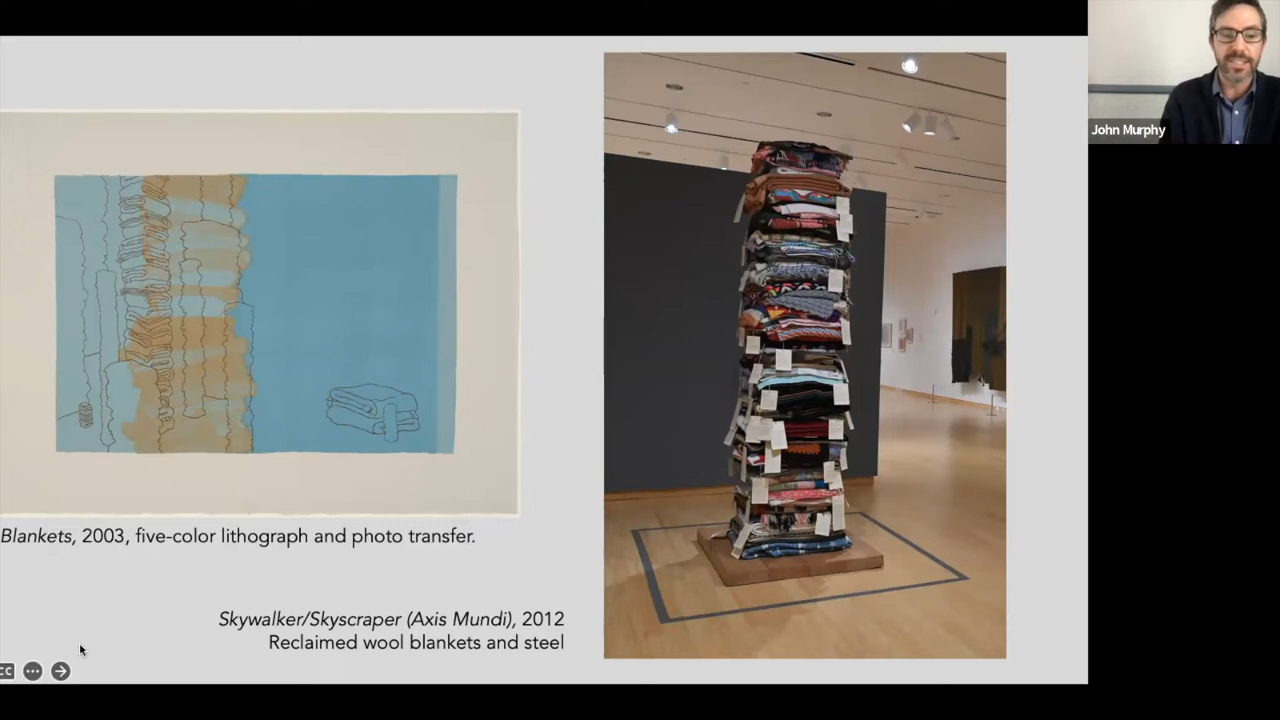 John Murphy
Blankets, 2003, five-color lithograph and photo transfer.
Skywalker/Skyscraper (Axis Mundi), 2012
Reclaimed wool blankets and steel
CC